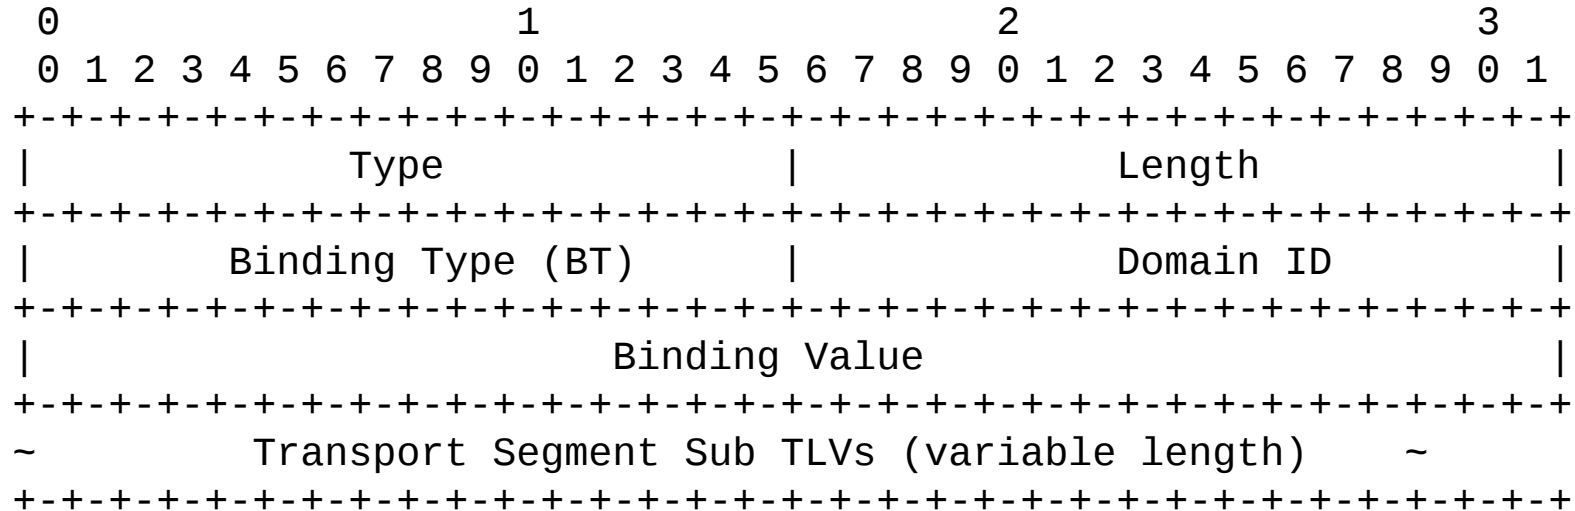 0                   1                   2                   3
 0 1 2 3 4 5 6 7 8 9 0 1 2 3 4 5 6 7 8 9 0 1 2 3 4 5 6 7 8 9 0 1
+-+-+-+-+-+-+-+-+-+-+-+-+-+-+-+-+-+-+-+-+-+-+-+-+-+-+-+-+-+-+-+-+
|             Type              |             Length            |
+-+-+-+-+-+-+-+-+-+-+-+-+-+-+-+-+-+-+-+-+-+-+-+-+-+-+-+-+-+-+-+-+
|        Binding Type (BT)      |             Domain ID         |
+-+-+-+-+-+-+-+-+-+-+-+-+-+-+-+-+-+-+-+-+-+-+-+-+-+-+-+-+-+-+-+-+
|                        Binding Value                          |
+-+-+-+-+-+-+-+-+-+-+-+-+-+-+-+-+-+-+-+-+-+-+-+-+-+-+-+-+-+-+-+-+
~         Transport Segment Sub TLVs (variable length)    ~
+-+-+-+-+-+-+-+-+-+-+-+-+-+-+-+-+-+-+-+-+-+-+-+-+-+-+-+-+-+-+-+-+